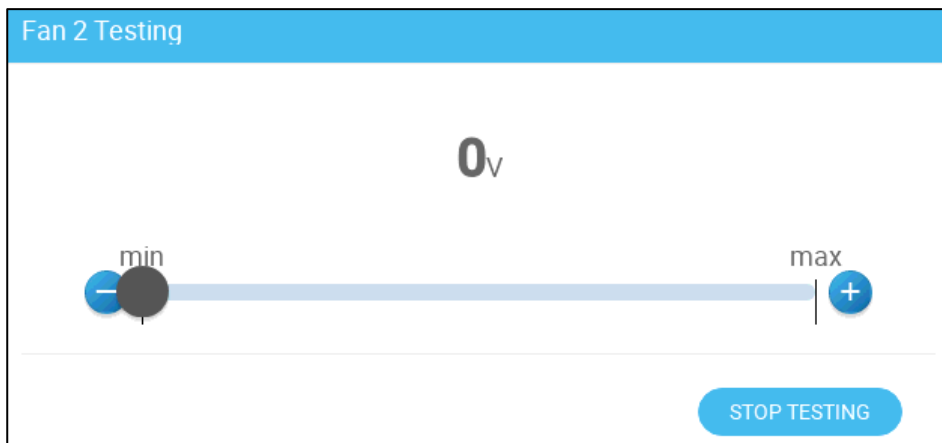 Fan 2 Testing
0V
min max
− +
STOP TESTING